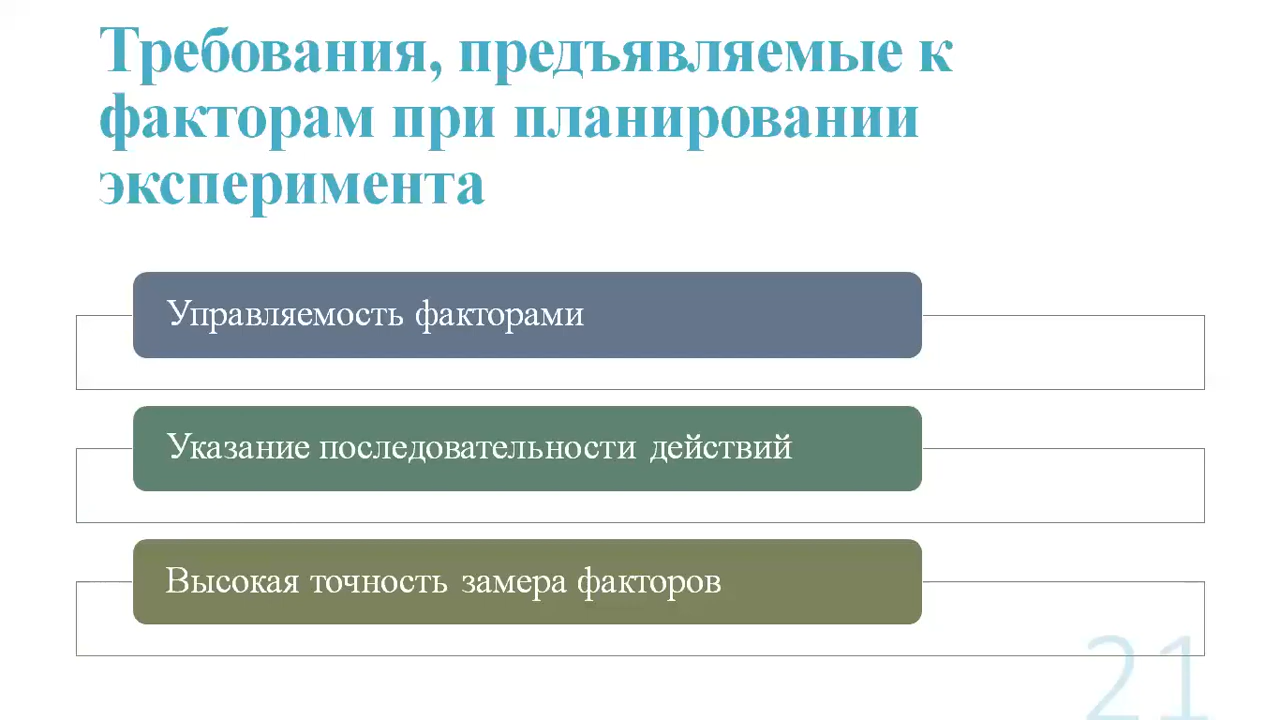 Требования, предъявляемые к
факторам при планировании
эксперимента
Управляемость факторами
Указание последовательности действий
Высокая точность замера факторов
21